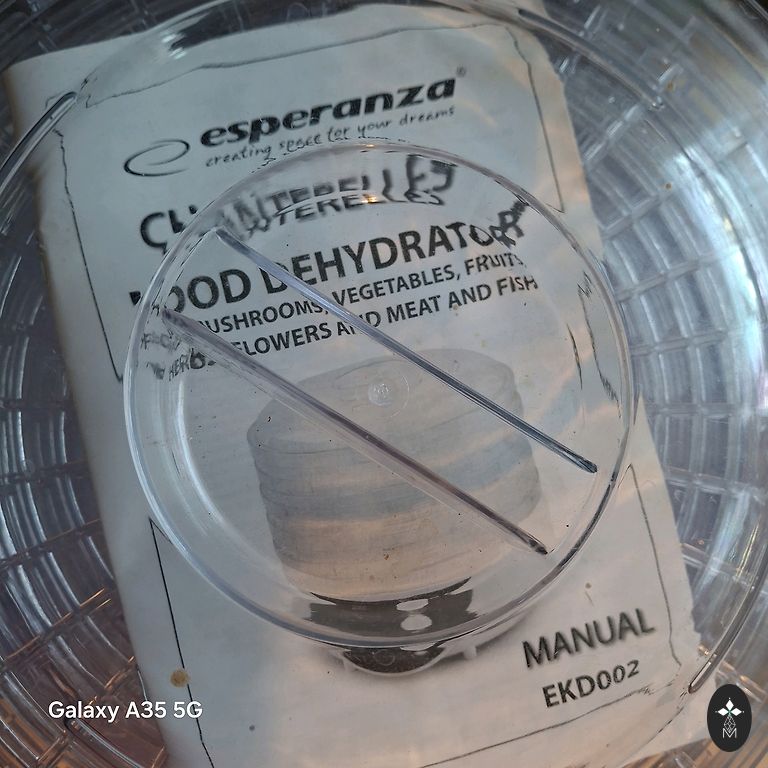 esperanza®
creating space for your dreams
CHANTERELLES
FOOD DEHYDRATOR
MUSHROOMS, VEGETABLES, FRUITS,
HERBS, FLOWERS AND MEAT AND FISH
MANUAL
EKD002
Galaxy A35 5G
M